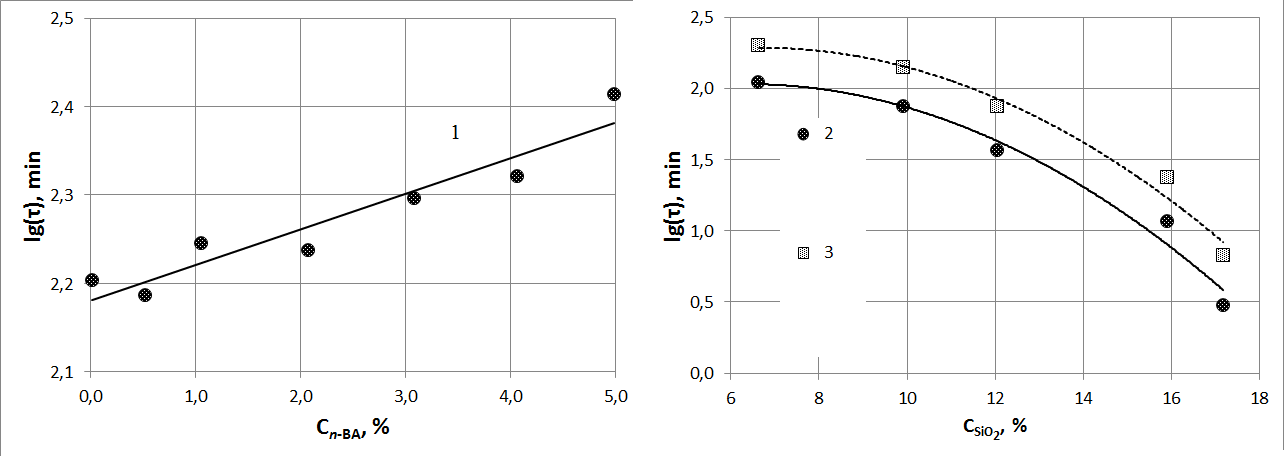 2,5
2,4
2,3
2,2
2,1
lg(τ), min
1
0,0 1,0 2,0 3,0 4,0 5,0
Cn-BA, %
2,5
2,0
1,5
1,0
0,5
0,0
lg(τ), min
2
3
6 8 10 12 14 16 18
CSiO2, %